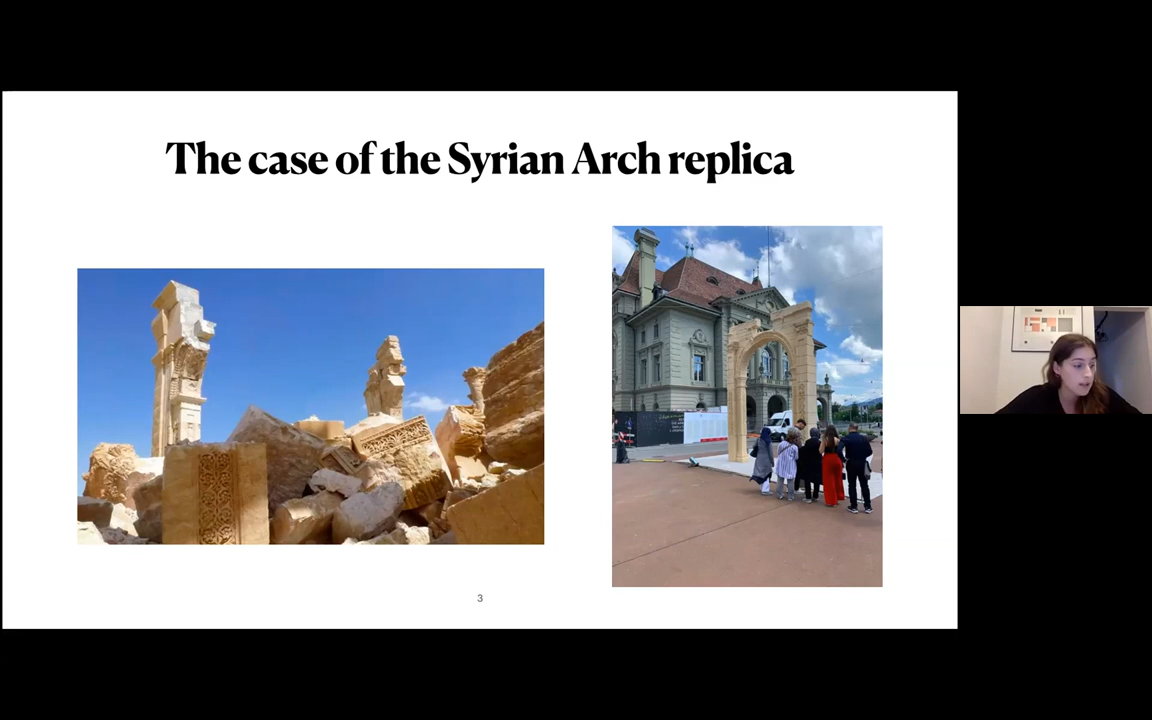 The case of the Syrian Arch replica
3